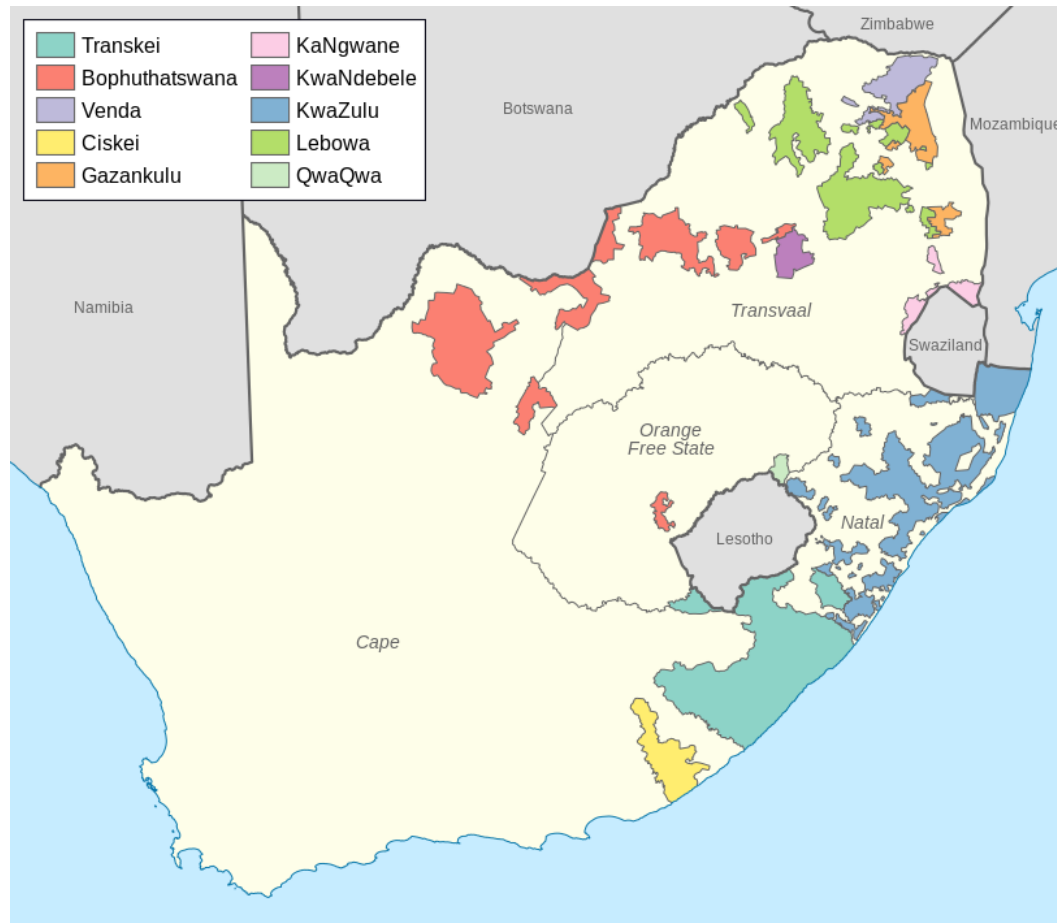 Zimbabwe
Transkei
KaNgwane
Bophuthatswana
KwaNdebele
Venda
KwaZulu
Ciskei
Lebowa
Gazankulu
QwaQwa
Botswana
Mozambique
Namibia
Transvaal
Swaziland
Orange
Free State
Natal
Lesotho
Cape